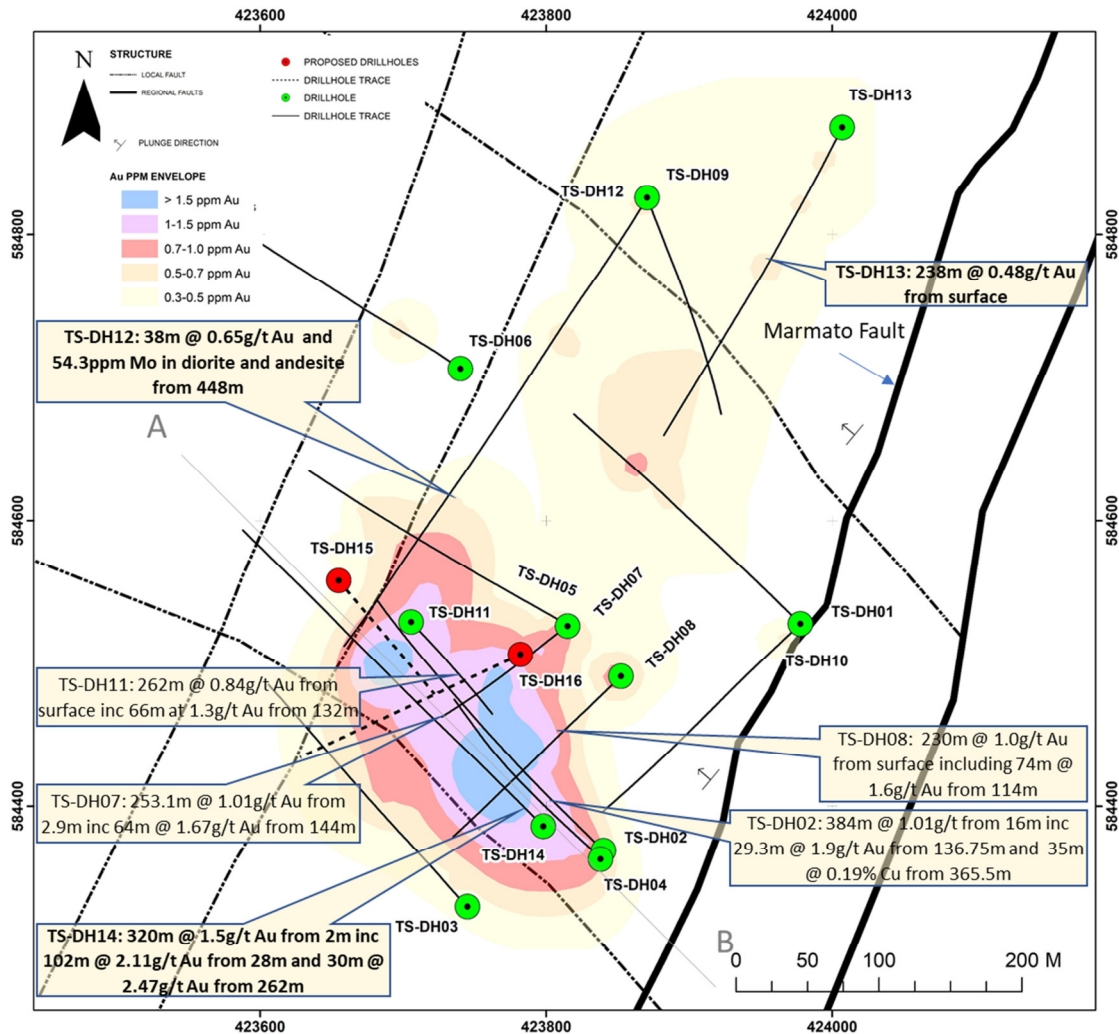 423600
423800
424000
N
STRUCTURE
LOCAL FAULT
REGIONAL FAULTS
PLUNGE DIRECTION
PROPOSED DRILLHOLES
DRILLHOLE TRACE
DRILLHOLE
DRILLHOLE TRACE
Au PPM ENVELOPE
> 1.5 ppm Au
1-1.5 ppm Au
0.7-1.0 ppm Au
0.5-0.7 ppm Au
0.3-0.5 ppm Au
TS-DH13
TS-DH12
TS-DH09
584800
584800
TS-DH13: 238m @ 0.48g/t Au
from surface
Marmato Fault
TS-DH12: 38m @ 0.65g/t Au and
54.3ppm Mo in diorite and andesite
from 448m
TS-DH06
A
584600
584600
TS-DH15
TS-DH05
TS-DH07
TS-DH11
TS-DH08
TS-DH01
TS-DH16
TS-DH10
TS-DH11: 262m @ 0.84g/t Au from
surface inc 66m at 1.3g/t Au from 132m
TS-DH08: 230m @ 1.0g/t Au
from surface including 74m @
1.6g/t Au from 114m
TS-DH07: 253.1m @ 1.01g/t Au from
2.9m inc 64m @ 1.67g/t Au from 144m
584400
584400
TS-DH02: 384m @ 1.01g/t from 16m inc
29.3m @ 1.9g/t Au from 136.75m and 35m
@ 0.19% Cu from 365.5m
TS-DH14
TS-DH02
TS-DH04
TS-DH03
TS-DH14: 320m @ 1.5g/t Au from 2m inc
102m @ 2.11g/t Au from 28m and 30m @
2.47g/t Au from 262m
B
0 50 100 200 M
423600
423800
424000